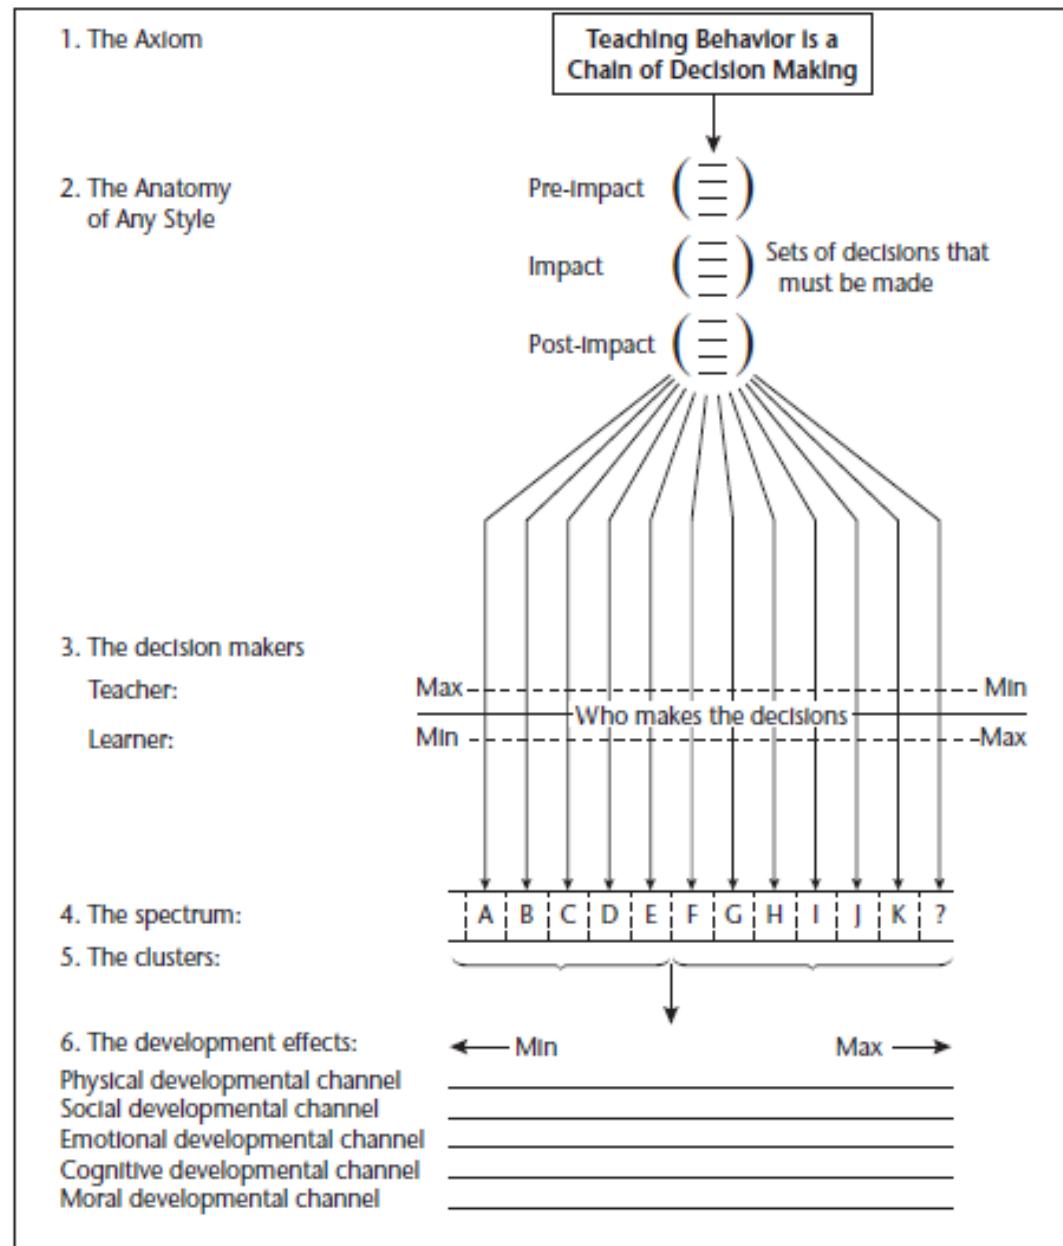 1. The Axiom
Teaching Behavior is a
Chain of Decision Making
2. The Anatomy
of Any Style
Pre-impact
Impact
Sets of decisions that
must be made
Post-impact
3. The decision makers
Teacher: Max Min
Who makes the decisions
Learner: Min Max
4. The spectrum: A B C D E F G H I J K ?
5. The clusters:
6. The development effects: Min Max
Physical developmental channel
Social developmental channel
Emotional developmental channel
Cognitive developmental channel
Moral developmental channel